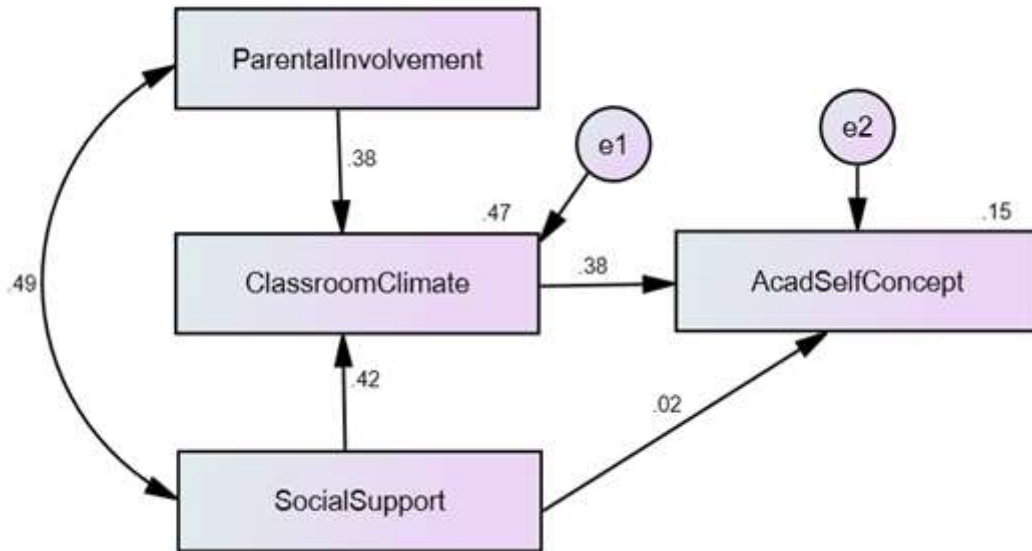 ParentalInvolvement
e1
e2
.38
.47
.15
.49
ClassroomClimate
.38
AcadSelfConcept
.42
.02
SocialSupport